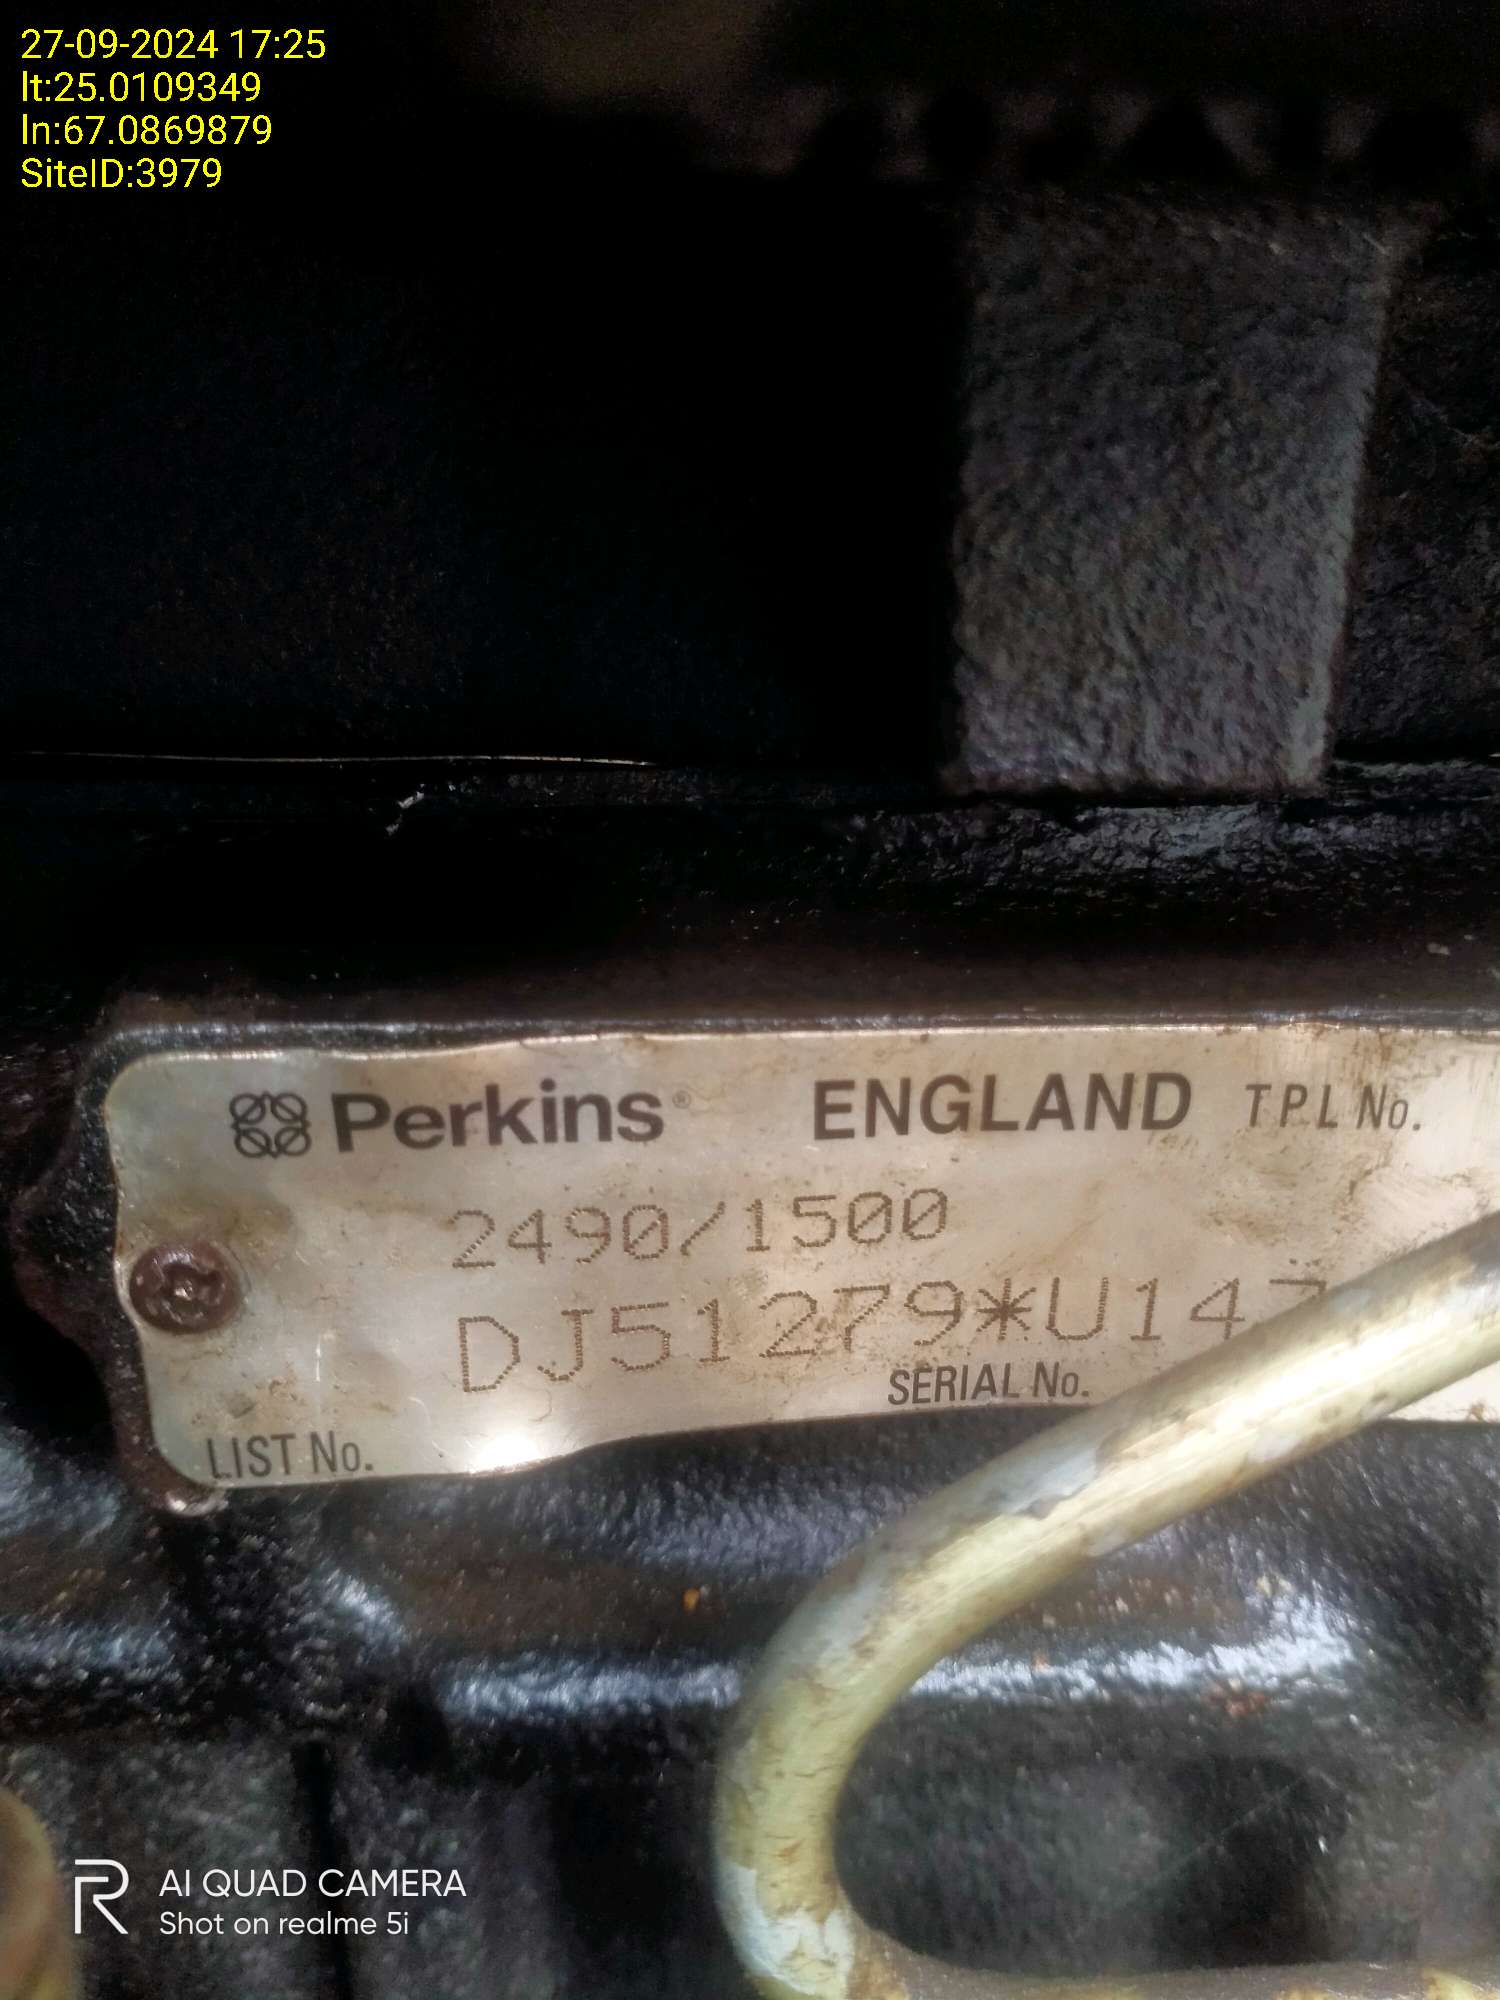 27-09-2024 17:25
lt:25.0109349
ln:67.0869879
SiteID:3979
Perkins® ENGLAND T P L No.
2490/1500
DJ51279*U147
SERIAL No.
LIST No.
AI QUAD CAMERA
Shot on realme 5i